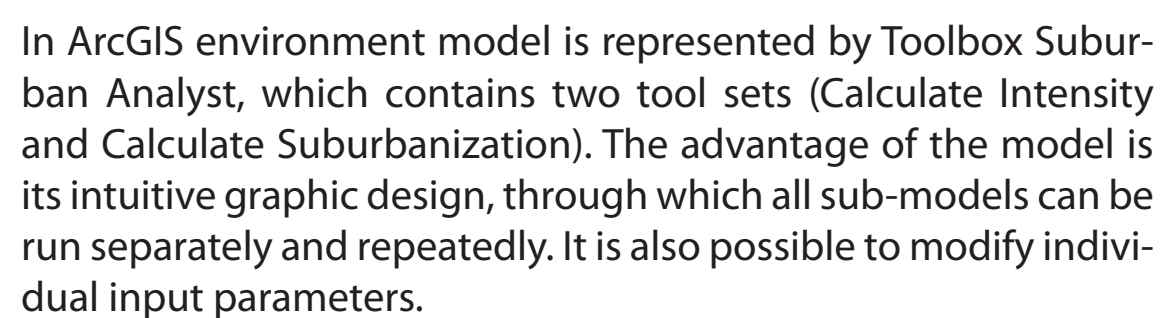 In ArcGIS environment model is represented by Toolbox Subur-
ban Analyst, which contains two tool sets (Calculate Intensity
and Calculate Suburbanization). The advantage of the model is
its intuitive graphic design, through which all sub-models can be
run separately and repeatedly. It is also possible to modify indivi-
dual input parameters.